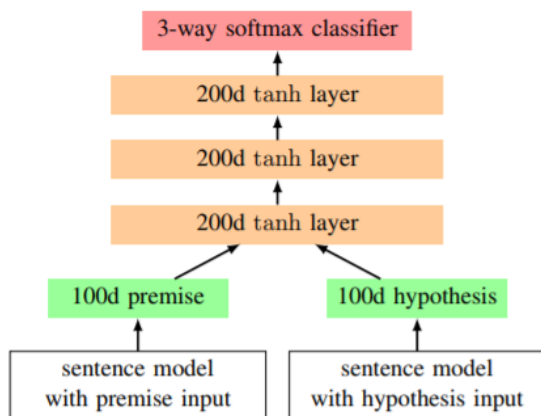 3-way softmax classifier
200d tanh layer
200d tanh layer
200d tanh layer
100d premise
100d hypothesis
sentence model
with premise input
sentence model
with hypothesis input